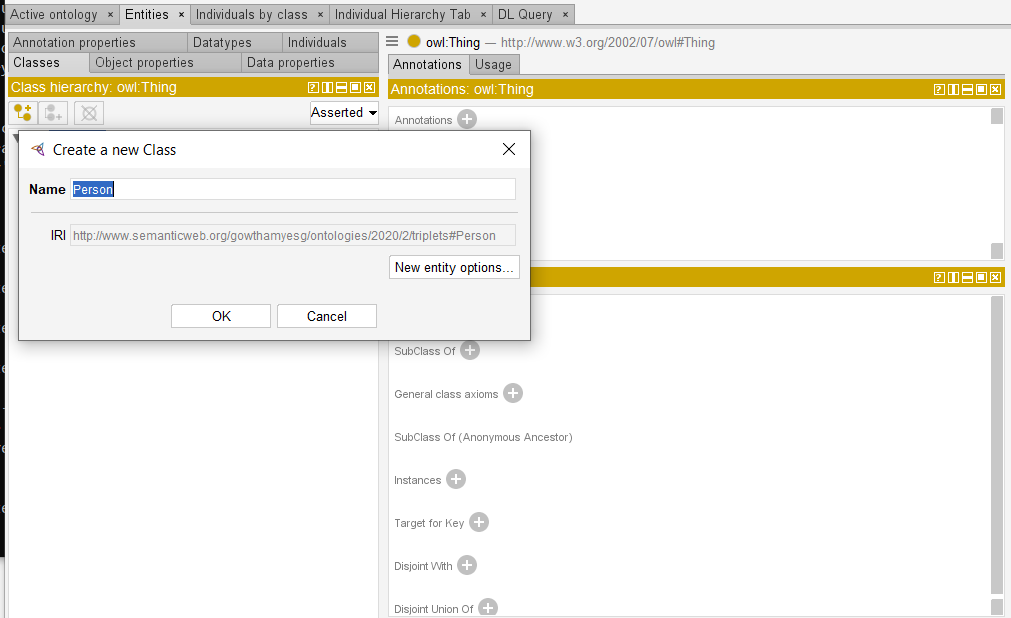 Active ontology × Entities × Individuals by class × Individual Hierarchy Tab × DL Query ×
Annotation properties Datatypes Individuals
Classes Object properties Data properties
Class hierarchy: owl:Thing
Asserted
Create a new Class
Name Person
IRI http://www.semanticweb.org/gowthamyesg/ontologies/2020/2/triplets#Person
New entity options...
OK Cancel
owl:Thing — http://www.w3.org/2002/07/owl#Thing
Annotations Usage
Annotations: owl:Thing
Annotations
SubClass Of
General class axioms
SubClass Of (Anonymous Ancestor)
Instances
Target for Key
Disjoint With
Disjoint Union Of